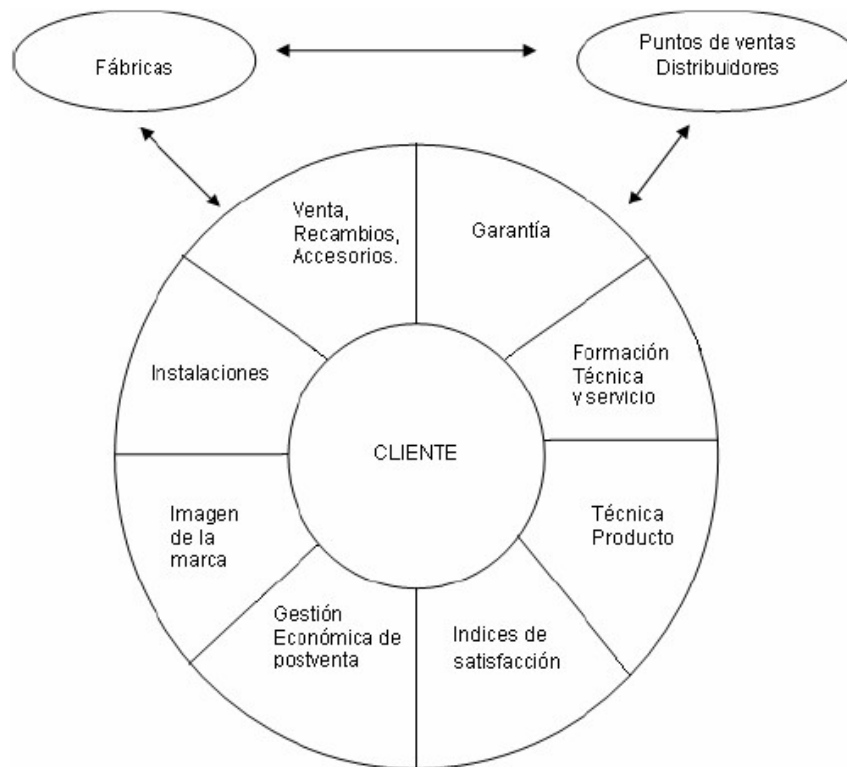 Fábricas
Puntos de ventas
Distribuidores
Venta,
Recambios,
Accesorios.
Garantía
Formación
Técnica
y servicio
Técnica
Producto
Indices de
satisfacción
Gestión
Económica de
postventa
Imagen
de la
marca
Instalaciones
CLIENTE